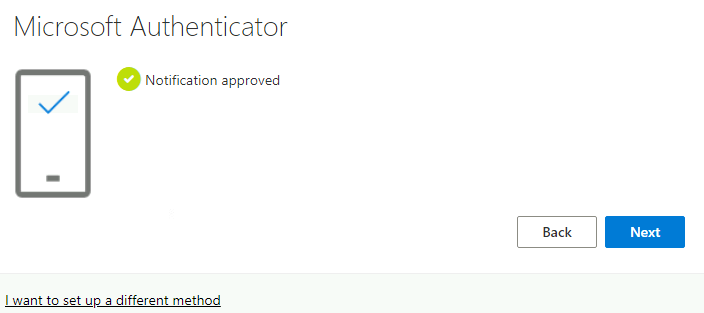 Microsoft Authenticator
Notification approved
Back
Next
I want to set up a different method